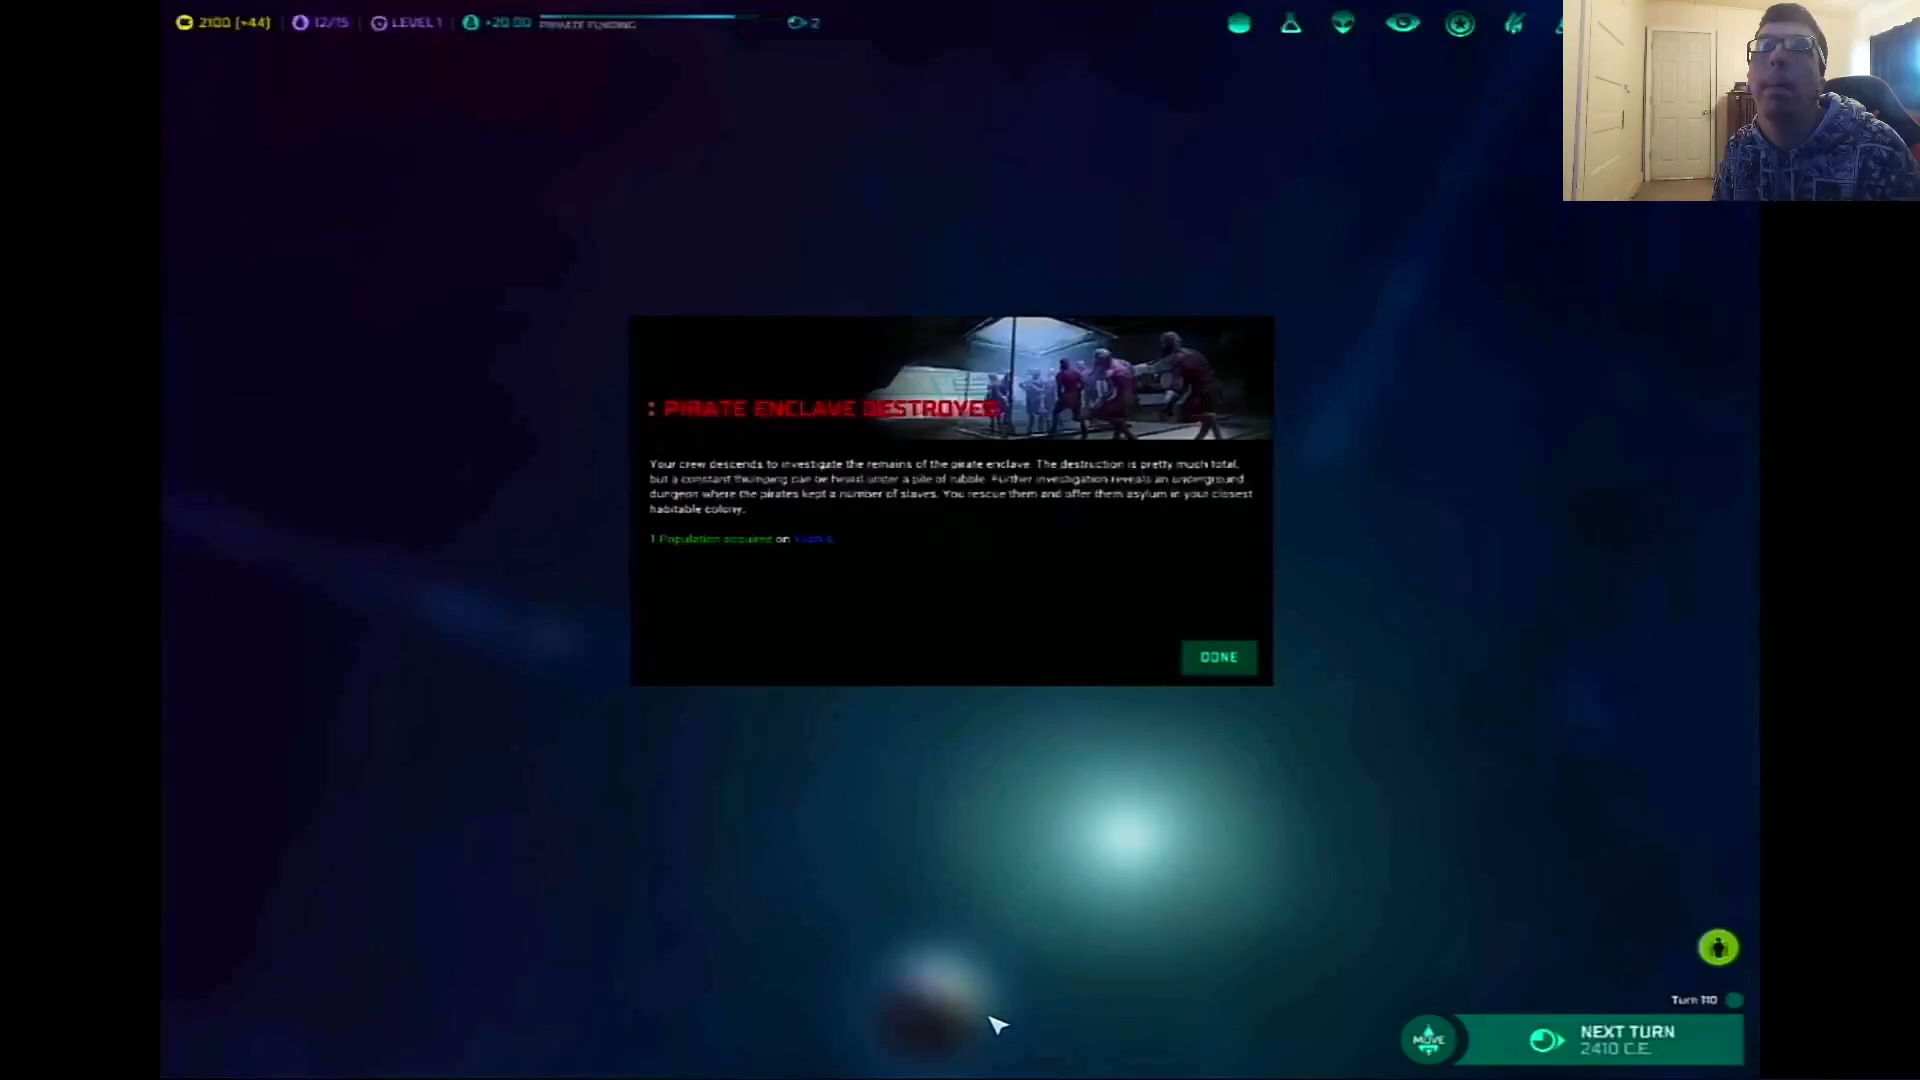 2100 (+44) 12/15 LEVEL 1 +20.00 PRIVATE FUNDING 2
: PIRATE ENCLAVE DESTROYED
Your crew descends to investigate the remains of the pirate enclave. The destruction is pretty much total,
but a constant thumping can be heard under a pile of rubble. Further investigation reveals an underground
dungeon where the pirates kept a number of slaves. You rescue them and offer them asylum in your closest
habitable colony.
1 Population acquired on
DONE
Turn 110
MOVE
NEXT TURN
2410 C.E.